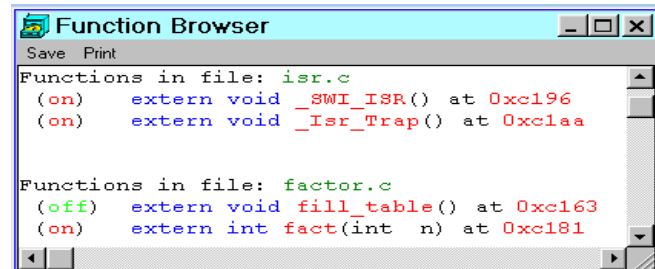 Function Browser
Save Print
Functions in file: isr.c
(on) extern void _SWI_ISR() at 0xc196
(on) extern void _Isr_Trap() at 0xc1aa
Functions in file: factor.c
(off) extern void fill_table() at 0xc163
(on) extern int fact(int n) at 0xc181